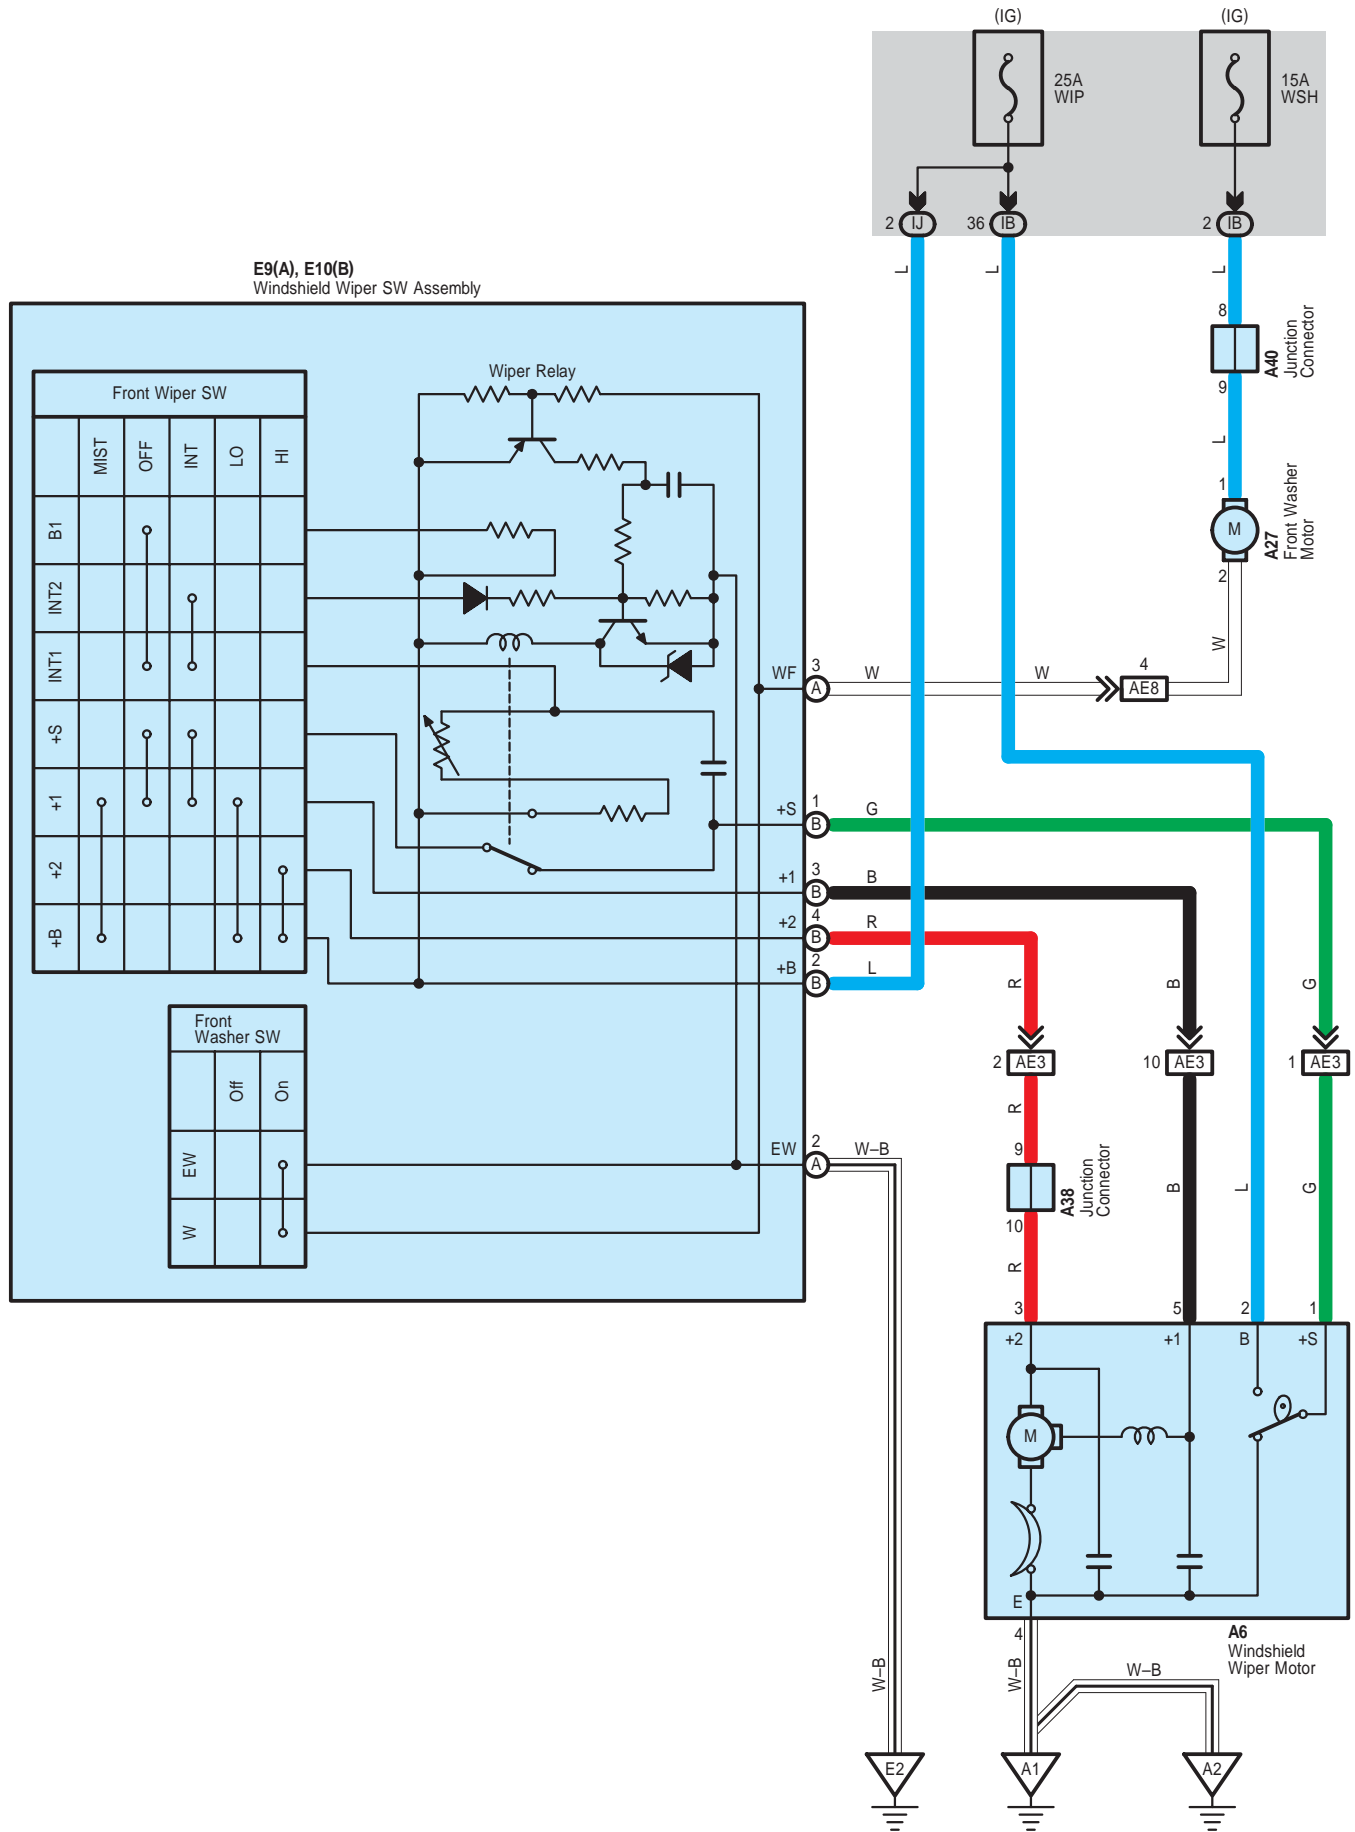 (IG)
(IG)
25A
WIP
15A
WSH
2 IJ
36 IB
2 IB
L
L
L
8
A40
Junction
Connector
9
L
1
M
A27
Front Washer
Motor
2
W
E9(A), E10(B)
Windshield Wiper SW Assembly
Front Wiper SW
MIST
OFF
INT
LO
HI
B1
INT2
INT1
+S
+1
+2
+B
Wiper Relay
WF
3
A
W
W
4
AE8
+S
1
B
G
+1
3
B
B
+2
4
B
R
+B
2
B
L
Front
Washer SW
Off
On
EW
W
EW
2
A
W–B
R
B
G
2 AE3
10 AE3
1 AE3
R
9
A38
Junction
Connector
10
R
B
L
G
3
5
2
1
+2
+1
B
+S
M
E
4
A6
Windshield
Wiper Motor
W–B
W–B
W–B
E2
A1
A2